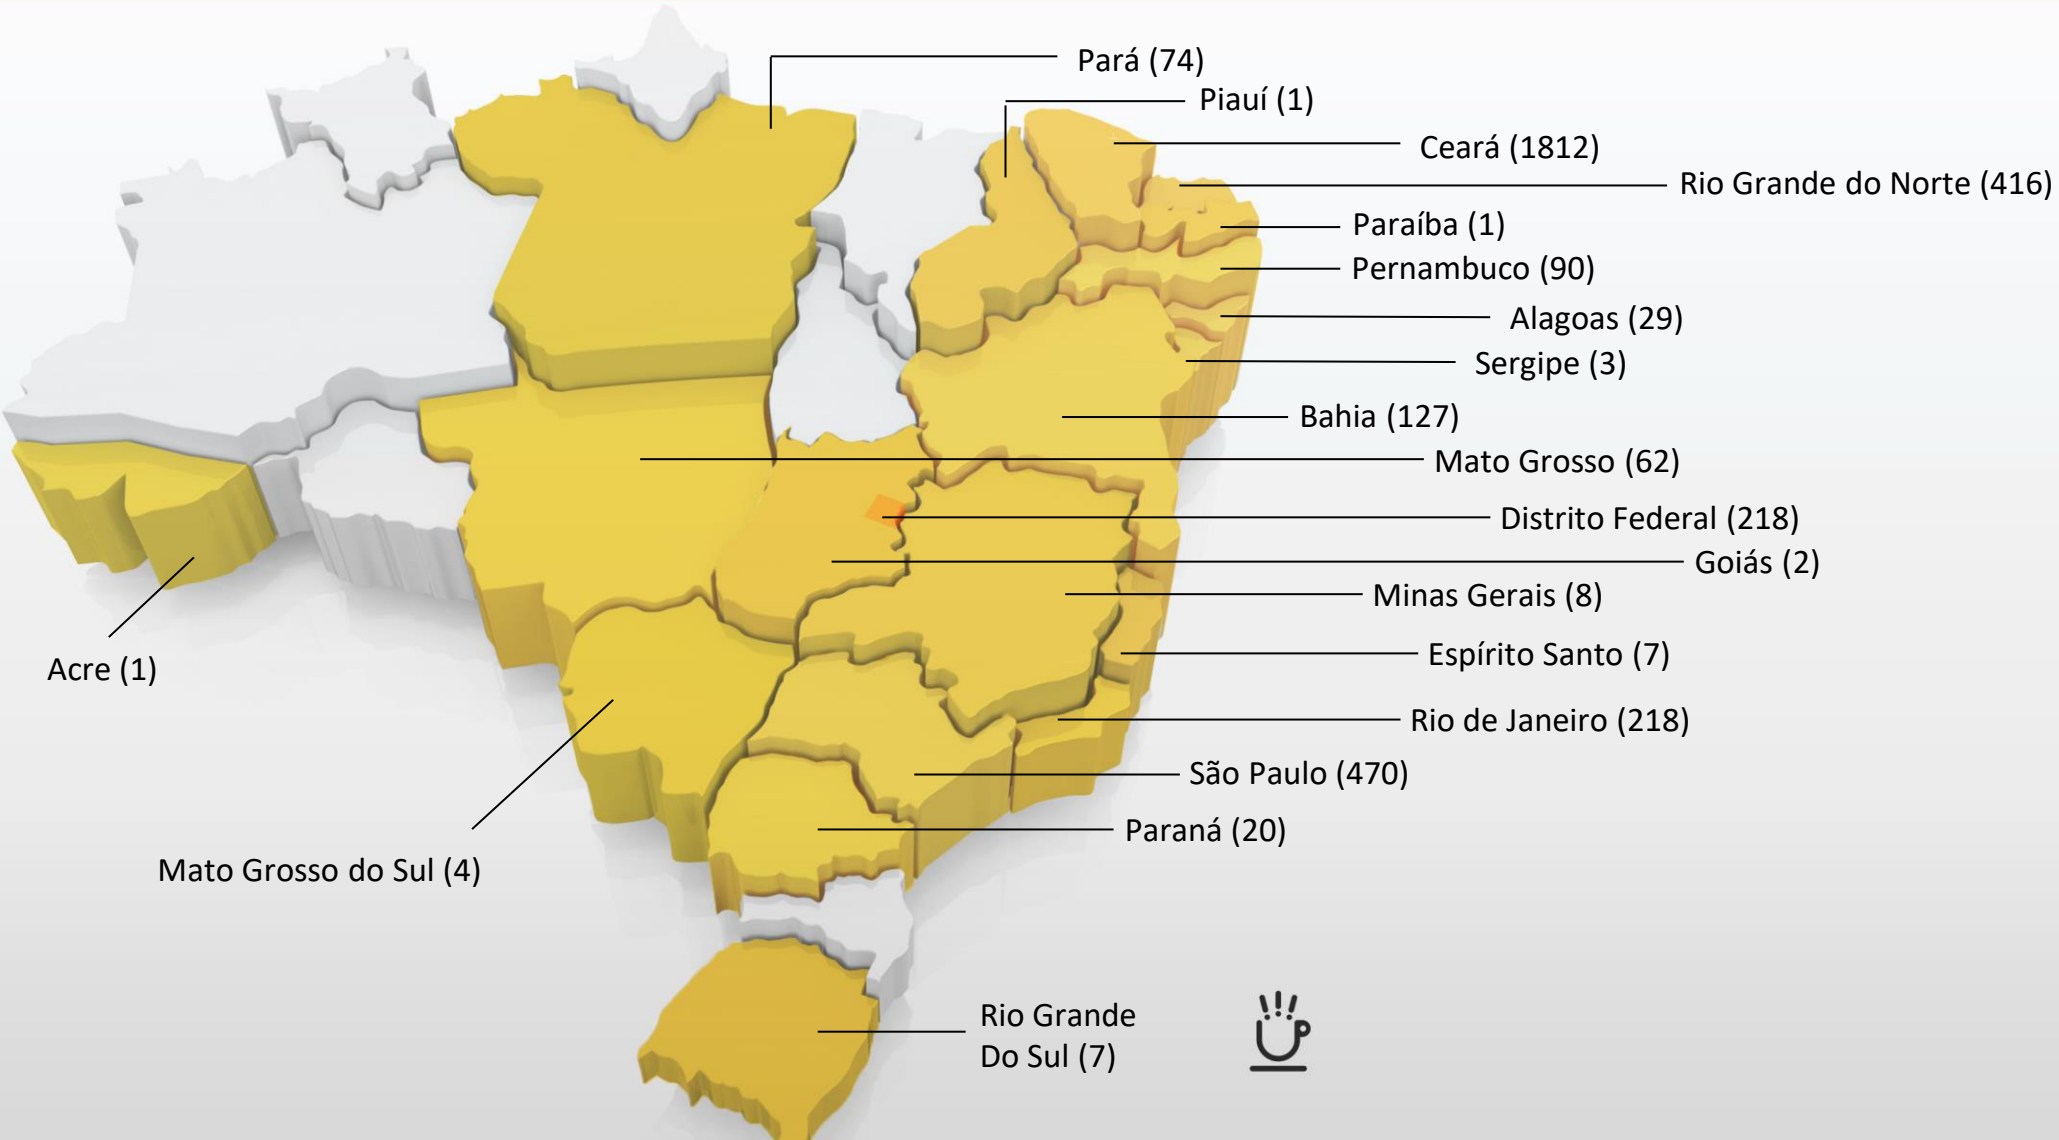 Pará (74)
Piauí (1)
Ceará (1812)
Rio Grande do Norte (416)
Paraíba (1)
Pernambuco (90)
Alagoas (29)
Sergipe (3)
Bahia (127)
Mato Grosso (62)
Distrito Federal (218)
Goiás (2)
Minas Gerais (8)
Espírito Santo (7)
Acre (1)
Rio de Janeiro (218)
São Paulo (470)
Paraná (20)
Mato Grosso do Sul (4)
Rio Grande
Do Sul (7)